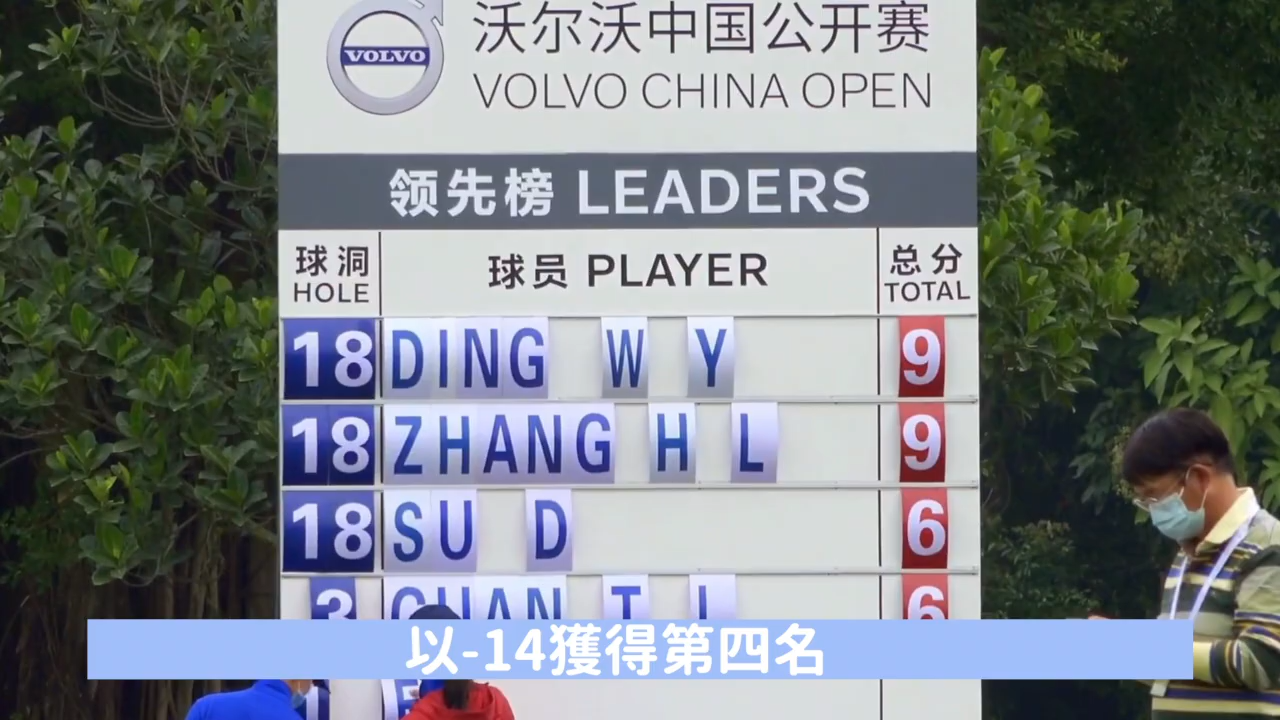 沃尔沃中国公开赛
VOLVO
VOLVO CHINA OPEN
领先榜 LEADERS
球洞 球员 PLAYER 总分
HOLE TOTAL
18 DING W Y 9
18 ZHANG H L 9
18 SU D 6
3 6
以-14獲得第四名